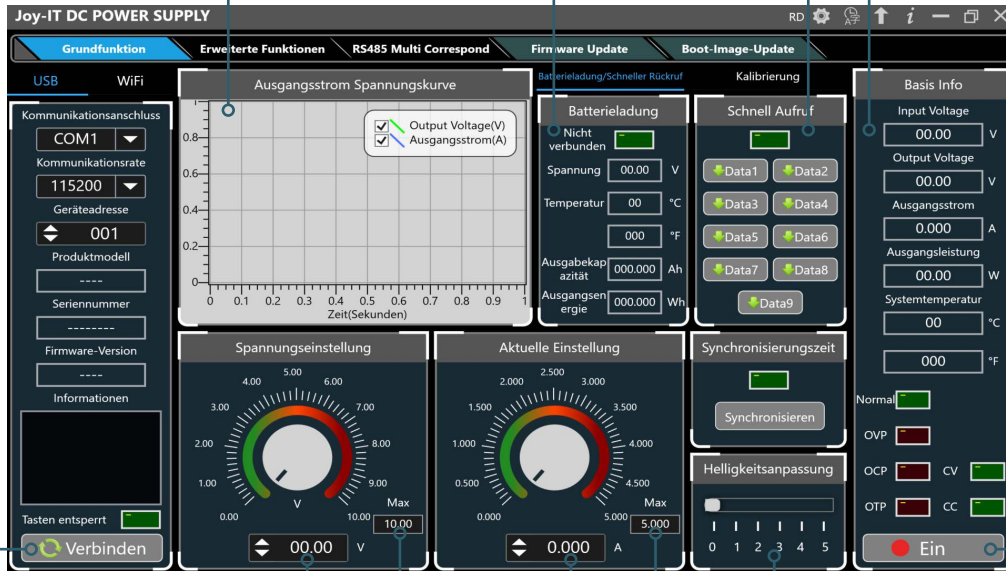 Joy-IT DC POWER SUPPLY
RD
Grundfunktion
Erweiterte Funktionen
RS485 Multi Correspond
Firmware Update
Boot-Image-Update
USB
WiFi
Kommunikationsanschluss
COM1
Kommunikationsrate
115200
Geräteadresse
001
Produktmodell
----
Seriennummer
--------
Firmware-Version
----
Informationen
Tasten entsperrt
Verbinden
Ausgangsstrom Spannungskurve
Output Voltage(V)
Ausgangsstrom(A)
1
0.8
0.6
0.4
0.2
0
0 0.1 0.2 0.3 0.4 0.5 0.6 0.7 0.8 0.9 1
Zeit(Sekunden)
Batterieladung/Schneller Rückruf
Kalibrierung
Batterieladung
Nicht
verbunden
Spannung 00.00 V
Temperatur 00 °C
000 °F
Ausgabekap
azität
000.000 Ah
Ausgangsen
ergie
000.000 Wh
Schnell Aufruf
Data1 Data2
Data3 Data4
Data5 Data6
Data7 Data8
Data9
Spannungseinstellung
0.00
1.00
2.00
3.00
4.00
5.00
6.00
7.00
8.00
9.00
10.00
V
Max
10.00
00.00 V
Aktuelle Einstellung
0.000
0.500
1.000
1.500
2.000
2.500
3.000
3.500
4.000
4.500
5.000
A
Max
5.000
0.000 A
Synchronisierungszeit
Synchronisieren
Helligkeitsanpassung
0 1 2 3 4 5
Basis Info
Input Voltage
00.00 V
Output Voltage
00.00 V
Ausgangsstrom
0.000 A
Ausgangsleistung
00.00 W
Systemtemperatur
00 °C
000 °F
Normal
OVP
OCP CV
OTP CC
Ein